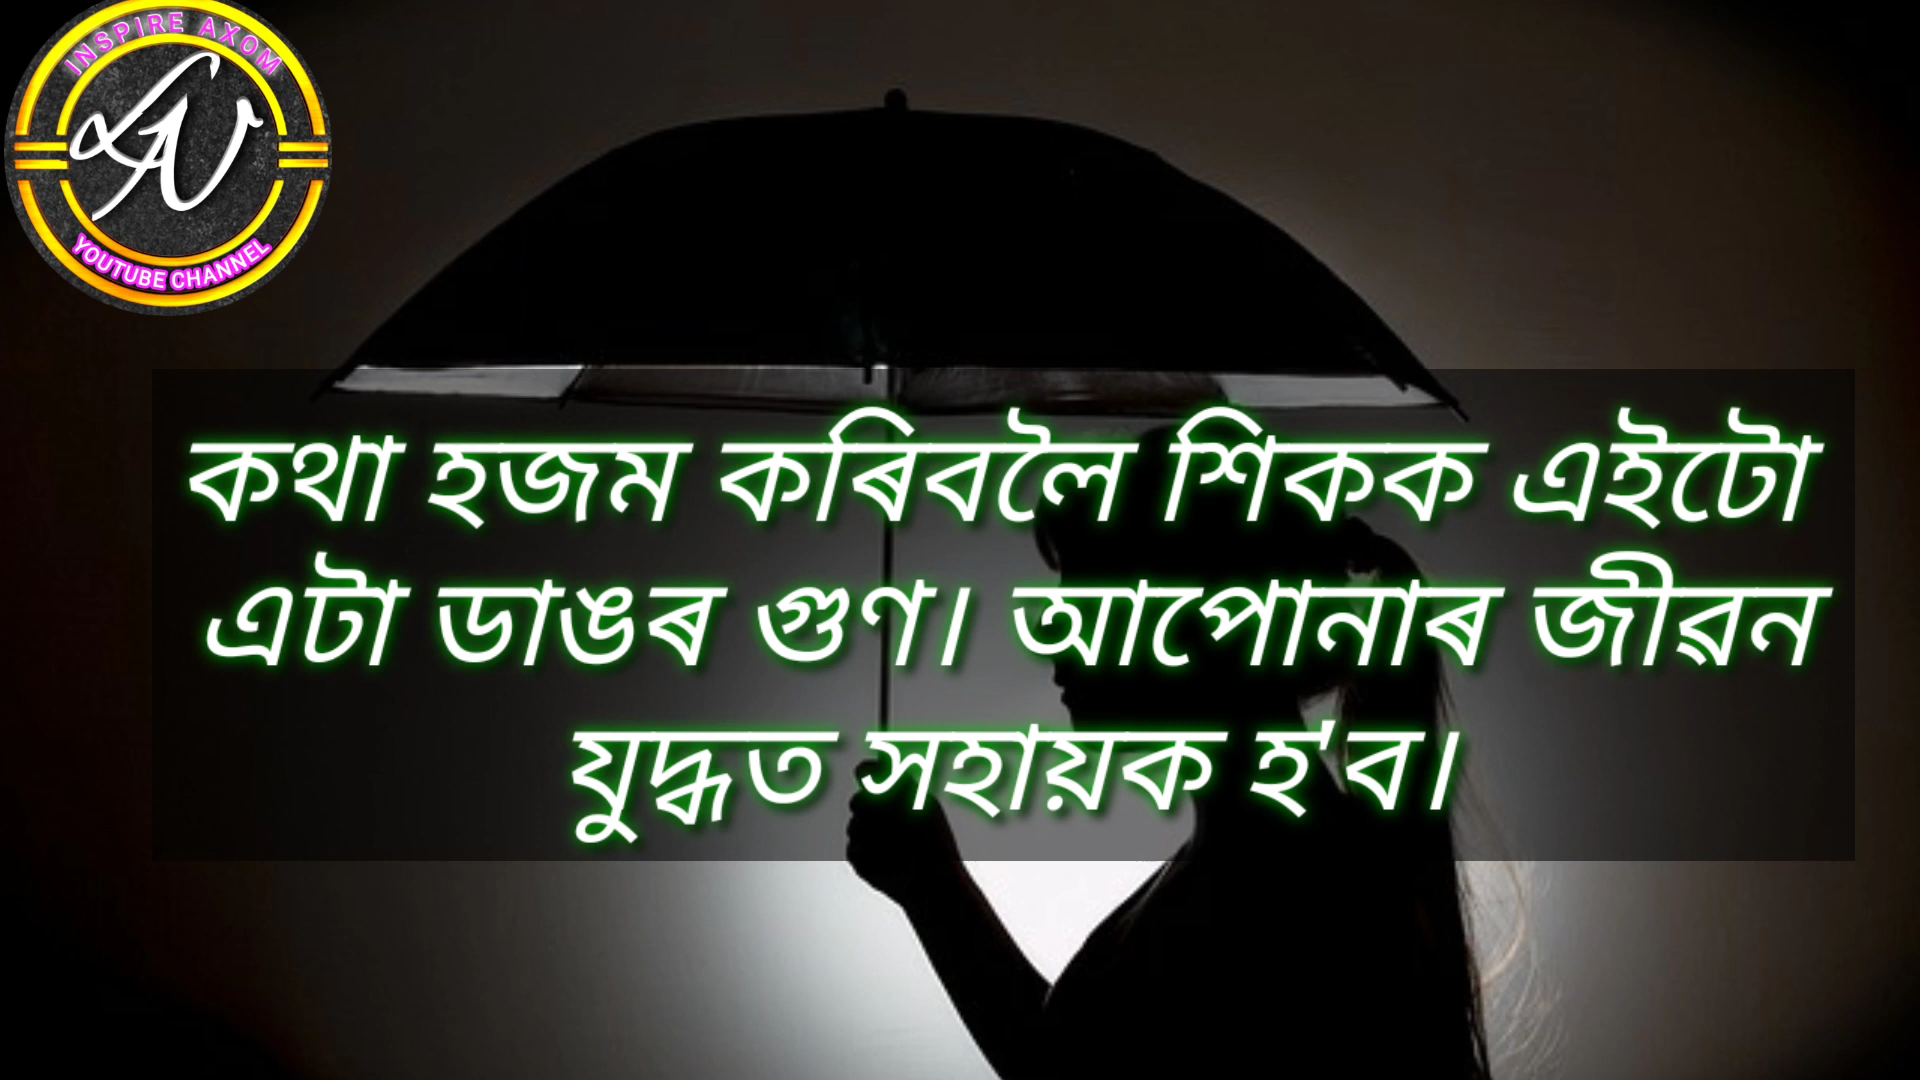 INSPIRE AXOM
YOUTUBE CHANNEL
কথা হজম কৰিবলৈ শিকক এইটো
এটা ডাঙৰ গুণ। আপোনাৰ জীৱন
যুদ্ধত সহায়ক হ'ব।